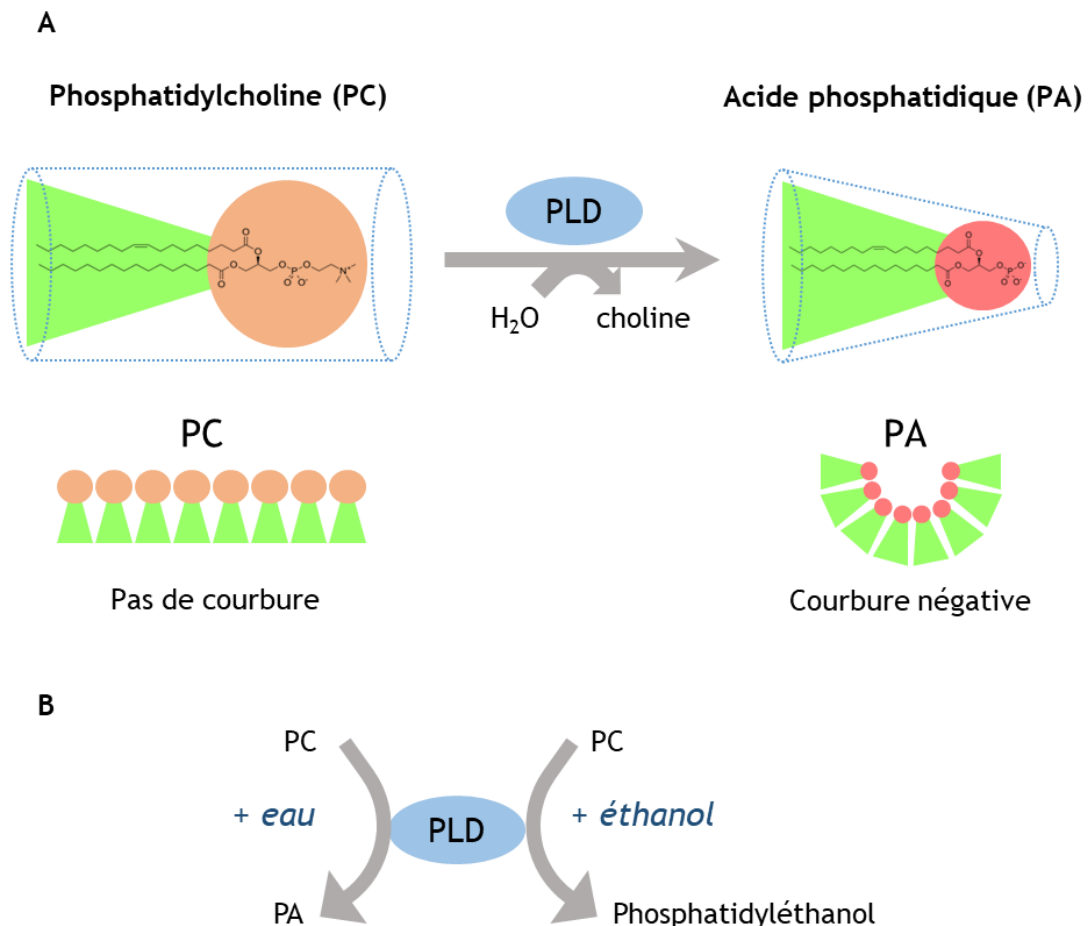 A
Phosphatidylcholine (PC)
Acide phosphatidique (PA)
PLD
H₂O
choline
PC
PA
Pas de courbure
Courbure négative
B
PC
PC
+ eau
PLD
+ éthanol
PA
Phosphatidyléthanol